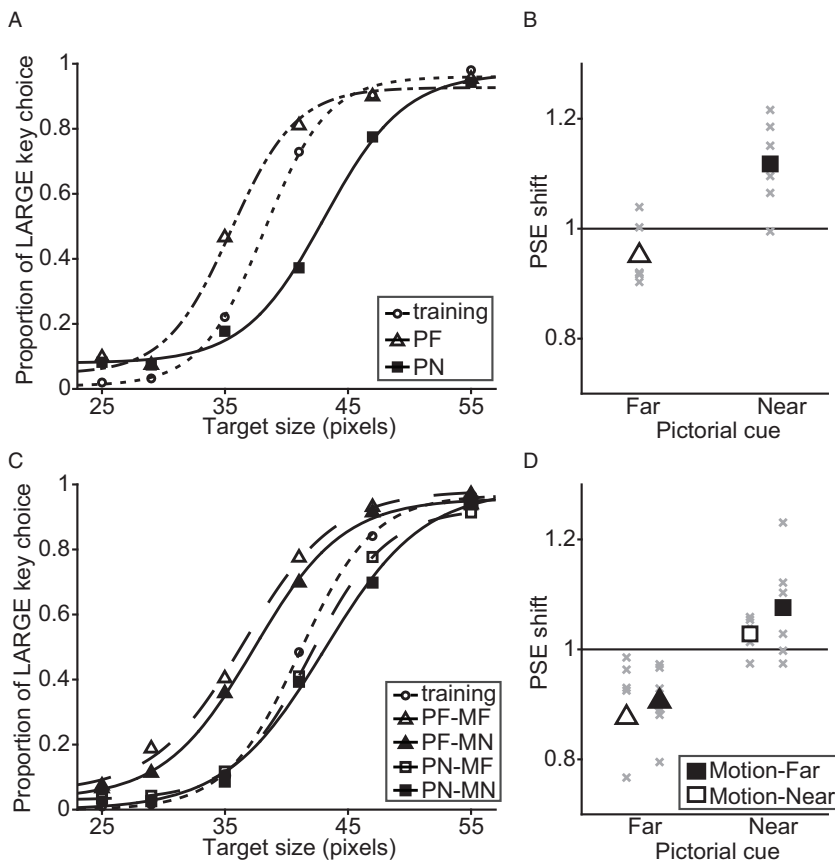 A
Proportion of LARGE key choice
1
0.8
0.6
0.4
0.2
0
25
35
45
55
Target size (pixels)
training
PF
PN
B
PSE shift
1.2
1
0.8
Far
Near
Pictorial cue
C
Proportion of LARGE key choice
1
0.8
0.6
0.4
0.2
0
25
35
45
55
Target size (pixels)
training
PF-MF
PF-MN
PN-MF
PN-MN
D
PSE shift
1.2
1
0.8
Motion-Far
Motion-Near
Far
Near
Pictorial cue